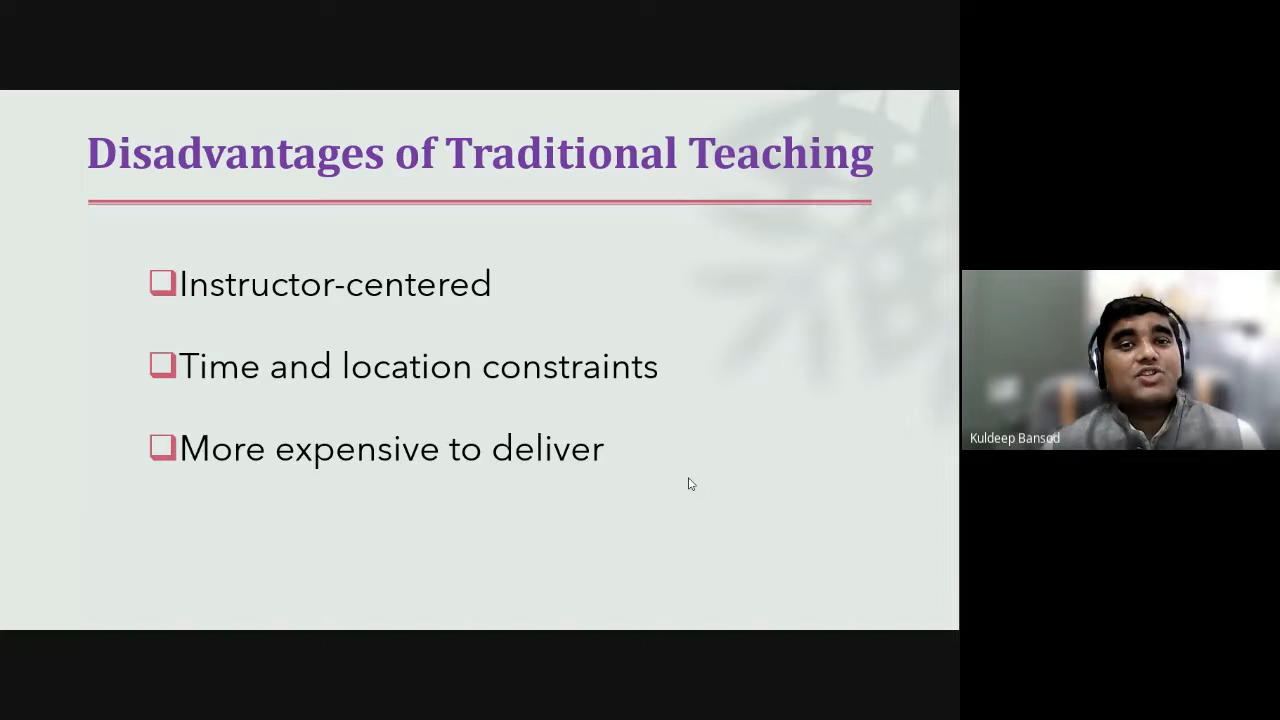 Disadvantages of Traditional Teaching
Instructor-centered
Time and location constraints
More expensive to deliver
Kuldeep Bansod